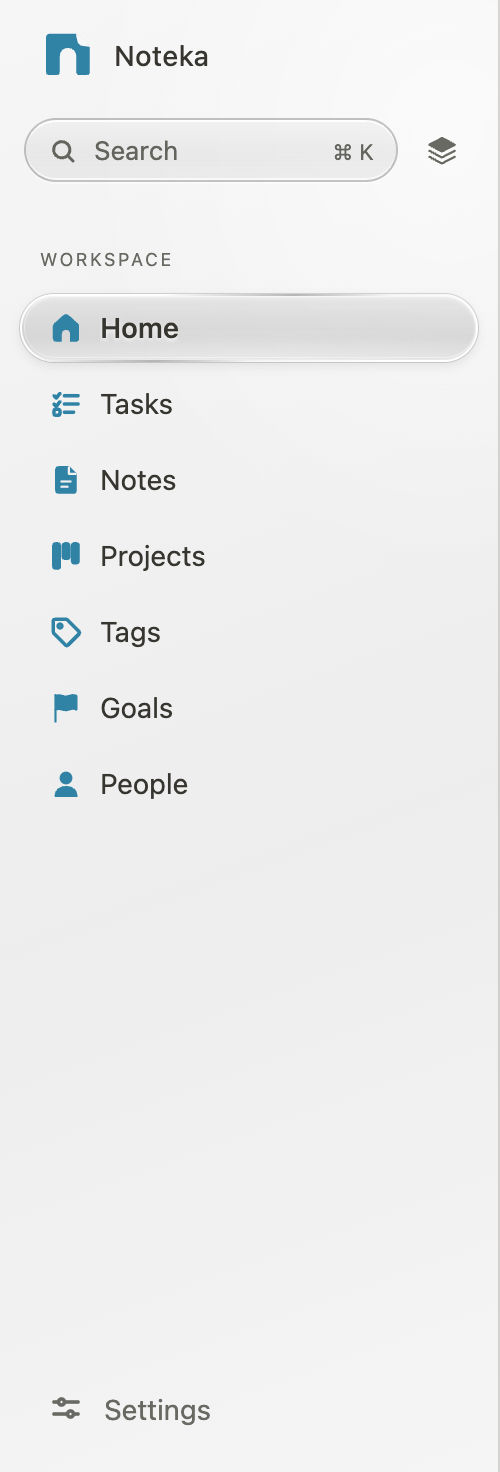 Noteka
Search ⌘ K
WORKSPACE
Home
Tasks
Notes
Projects
Tags
Goals
People
Settings